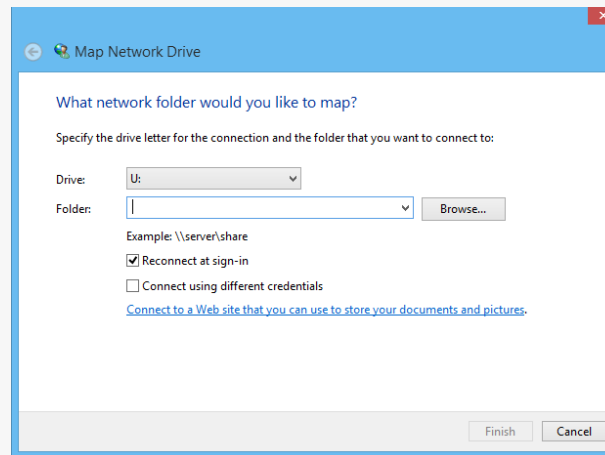 Map Network Drive
What network folder would you like to map?
Specify the drive letter for the connection and the folder that you want to connect to:
Drive: U:
Folder: Browse...
Example: \\server\share
Reconnect at sign-in
Connect using different credentials
Connect to a Web site that you can use to store your documents and pictures.
Finish Cancel